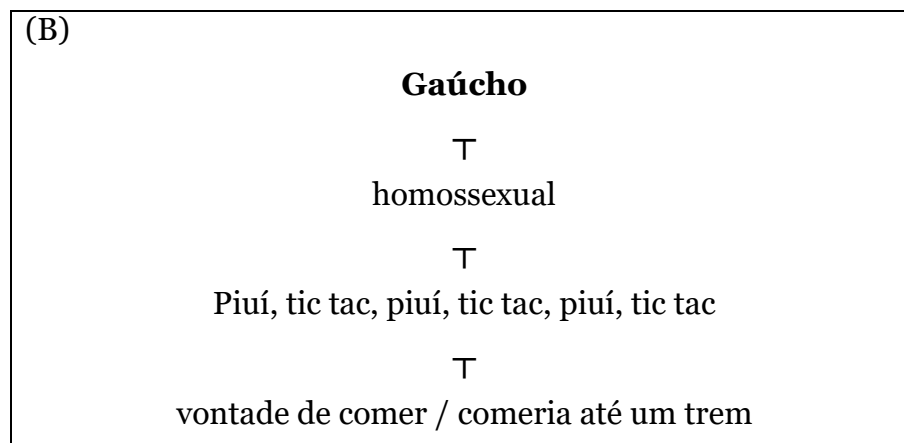 (B)
Gaúcho
┬
homossexual
┬
Piuí, tic tac, piuí, tic tac, piuí, tic tac
┬
vontade de comer / comeria até um trem